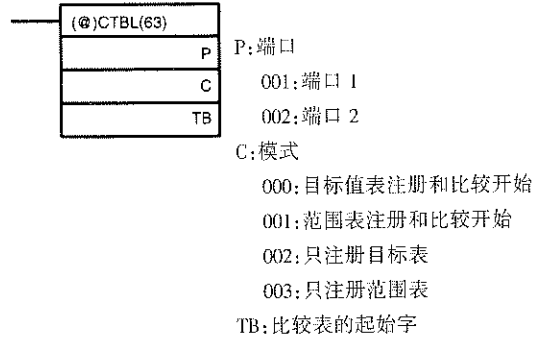 (@)CTBL(63)
P
C
TB
P:端口
001:端口 1
002:端口 2
C:模式
000:目标值表注册和比较开始
001:范围表注册和比较开始
002:只注册目标表
003:只注册范围表
TB:比较表的起始字